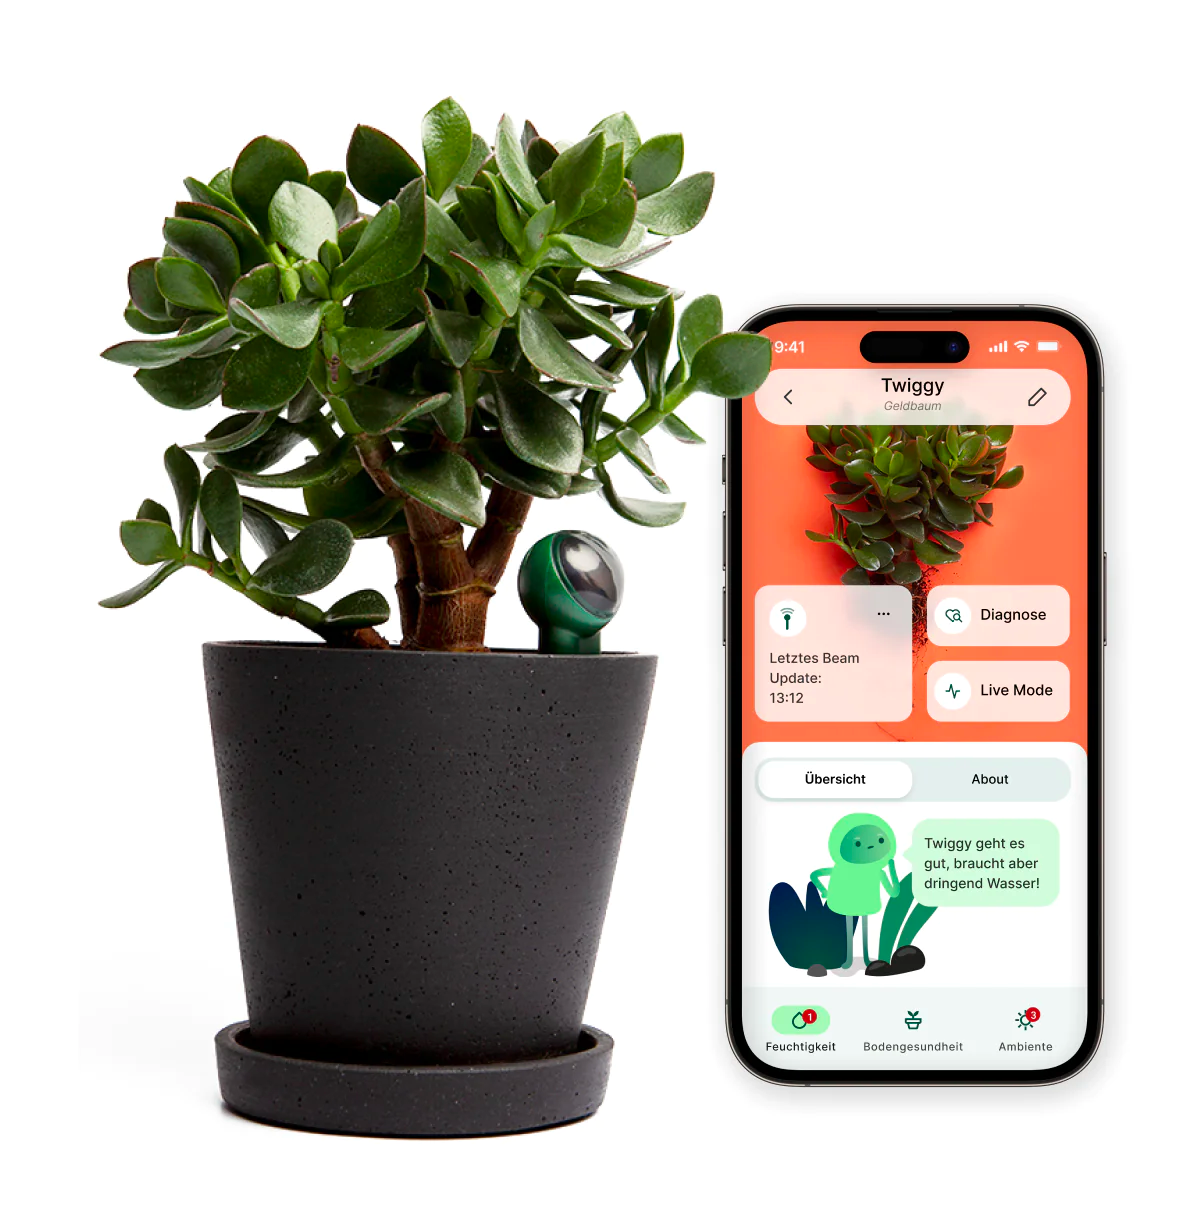 9:41
Twiggy
Geldbaum
Letztes Beam
Update:
13:12
Diagnose
Live Mode
Übersicht
About
Twiggy geht es
gut, braucht aber
dringend Wasser!
1
3
Feuchtigkeit
Bodengesundheit
Ambiente